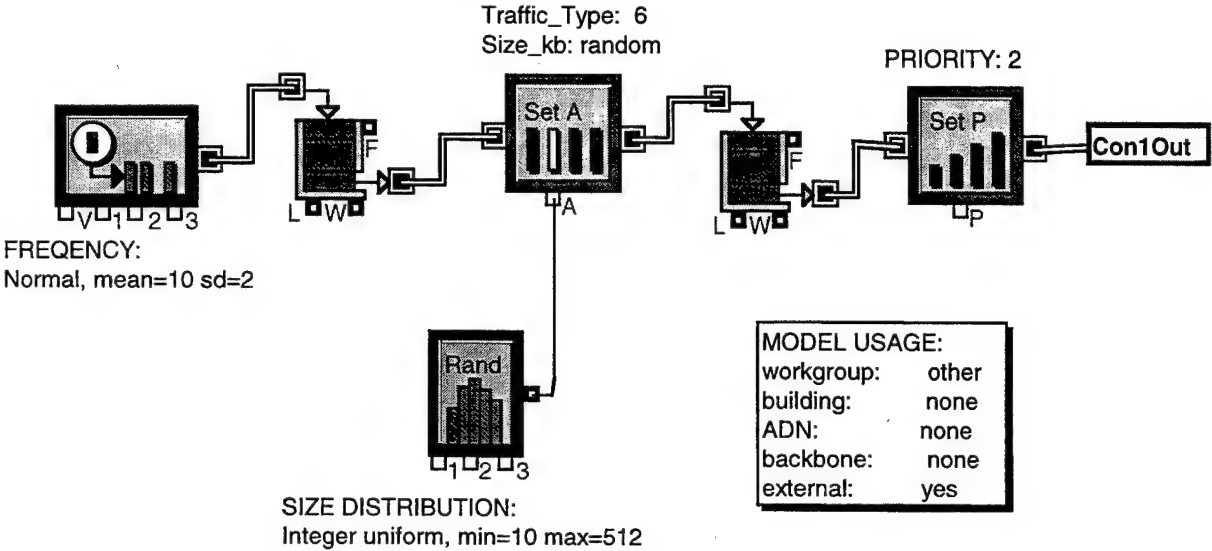 Traffic_Type: 6
Size_kb: random
PRIORITY: 2
Set A
Set P
F
F
Con1Out
L W
A
L W
P
V 1 2 3
FREQENCY:
Normal, mean=10 sd=2
Rand
1 2 3
SIZE DISTRIBUTION:
Integer uniform, min=10 max=512
MODEL USAGE:
workgroup: other
building: none
ADN: none
backbone: none
external: yes